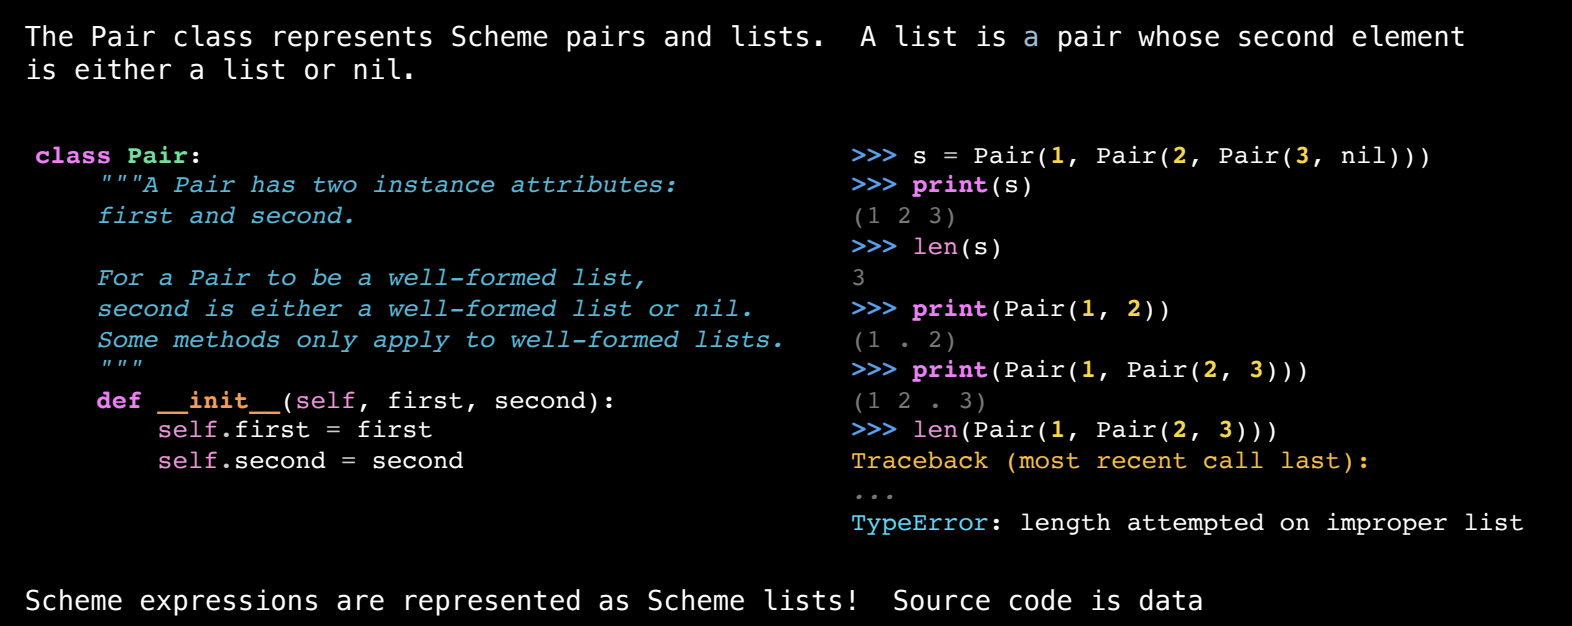 The Pair class represents Scheme pairs and lists.  A list is a pair whose second element
is either a list or nil.
class Pair:
    """A Pair has two instance attributes:
    first and second.

    For a Pair to be a well-formed list,
    second is either a well-formed list or nil.
    Some methods only apply to well-formed lists.
    """
    def __init__(self, first, second):
        self.first = first
        self.second = second
>>> s = Pair(1, Pair(2, Pair(3, nil)))
>>> print(s)
(1 2 3)
>>> len(s)
3
>>> print(Pair(1, 2))
(1 . 2)
>>> print(Pair(1, Pair(2, 3)))
(1 2 . 3)
>>> len(Pair(1, Pair(2, 3)))
Traceback (most recent call last):
...
TypeError: length attempted on improper list
Scheme expressions are represented as Scheme lists!  Source code is data